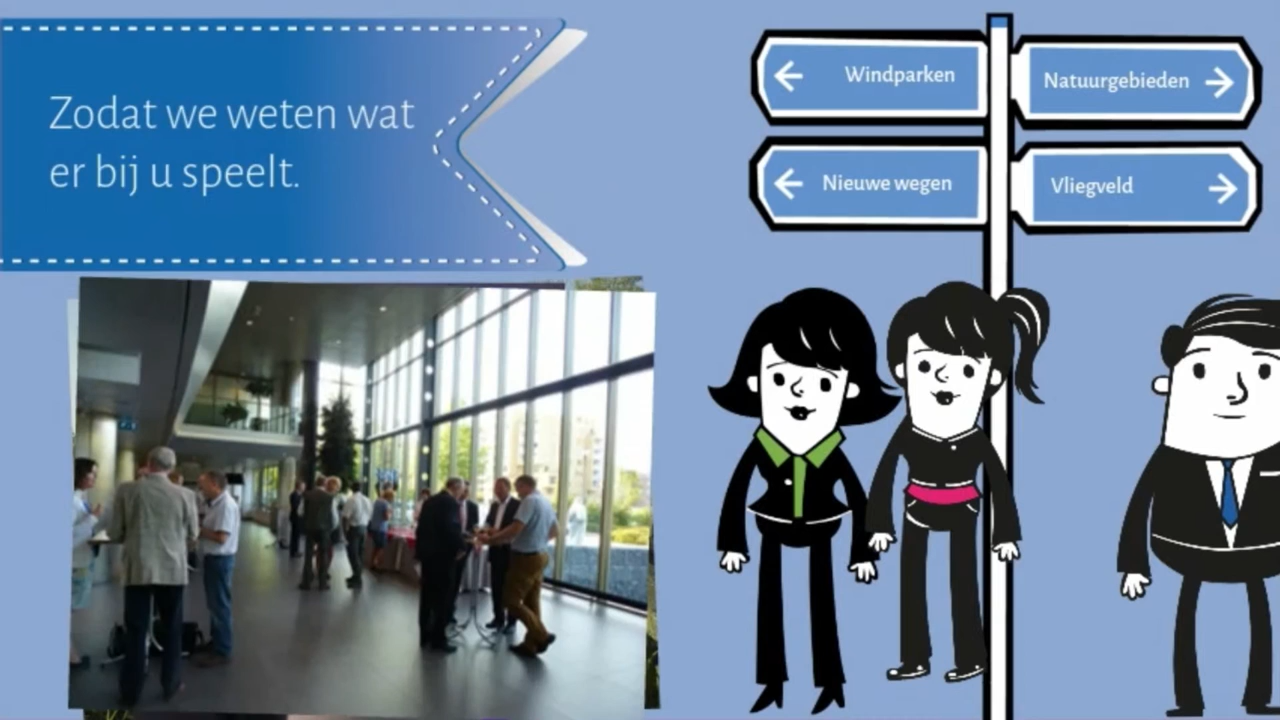 Zodat we weten wat
er bij u speelt.
Windparken
Natuurgebieden
Nieuwe wegen
Vliegveld